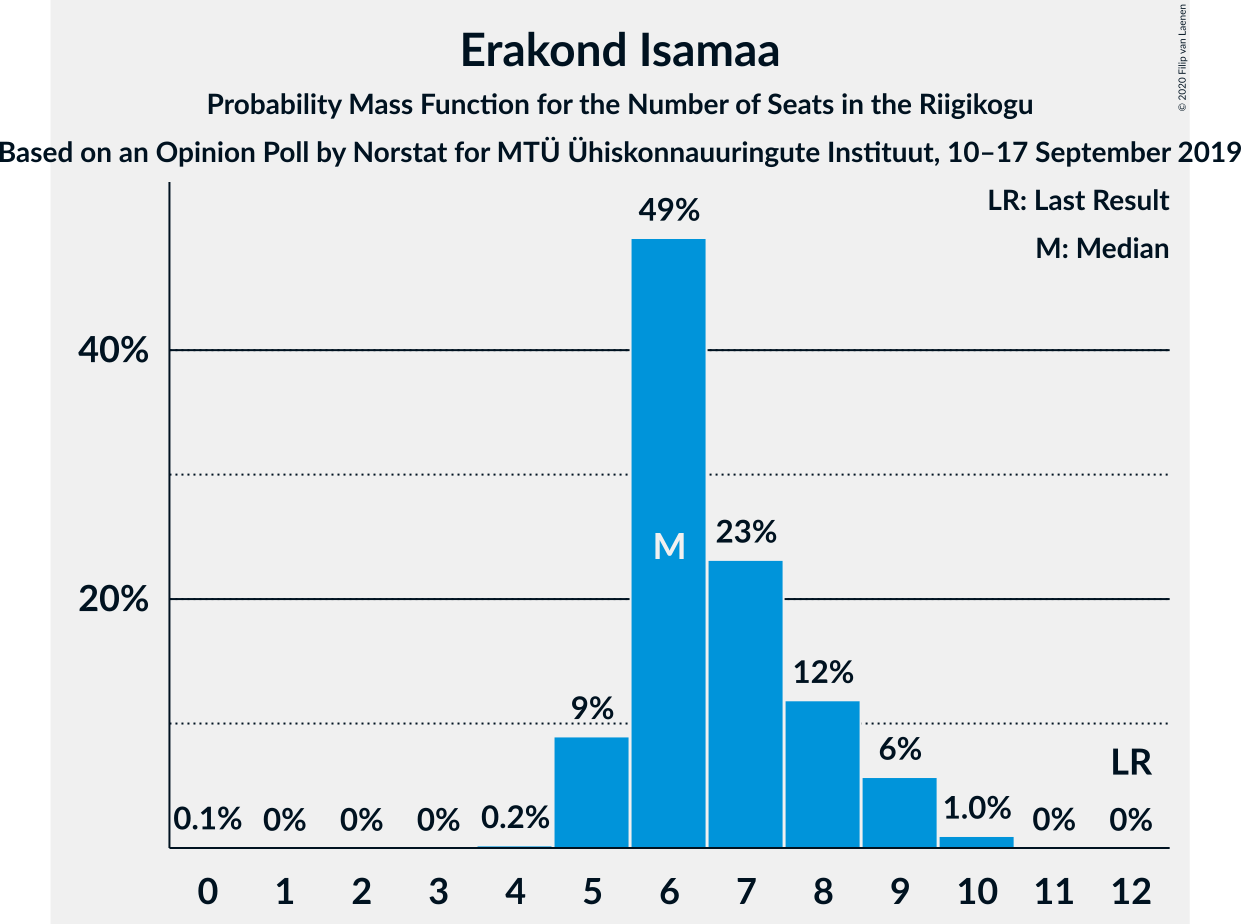 Erakond Isamaa
Probability Mass Function for the Number of Seats in the Riigikogu
Based on an Opinion Poll by Norstat for MTÜ Ühiskonnauuringute Instituut, 10–17 September 2019
© 2020 Filip van Laenen
LR: Last Result
M: Median
49%
40%
M
23%
20%
12%
9%
6%
LR
0.1% 0% 0% 0% 0.2% 1.0% 0% 0%
0 1 2 3 4 5 6 7 8 9 10 11 12